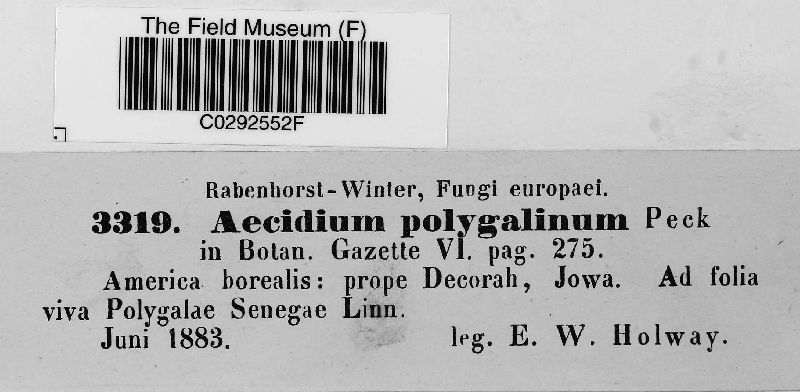 The Field Museum (F)
C0292552F
Rabenhorst-Winter, Fungi europaei.
3319. Aecidium polygalinum Peck
in Botan. Gazette VI. pag. 275.
America borealis: prope Decorah, Jowa. Ad folia
viva Polygalae Senegae Linn.
Juni 1883. leg. E. W. Holway.